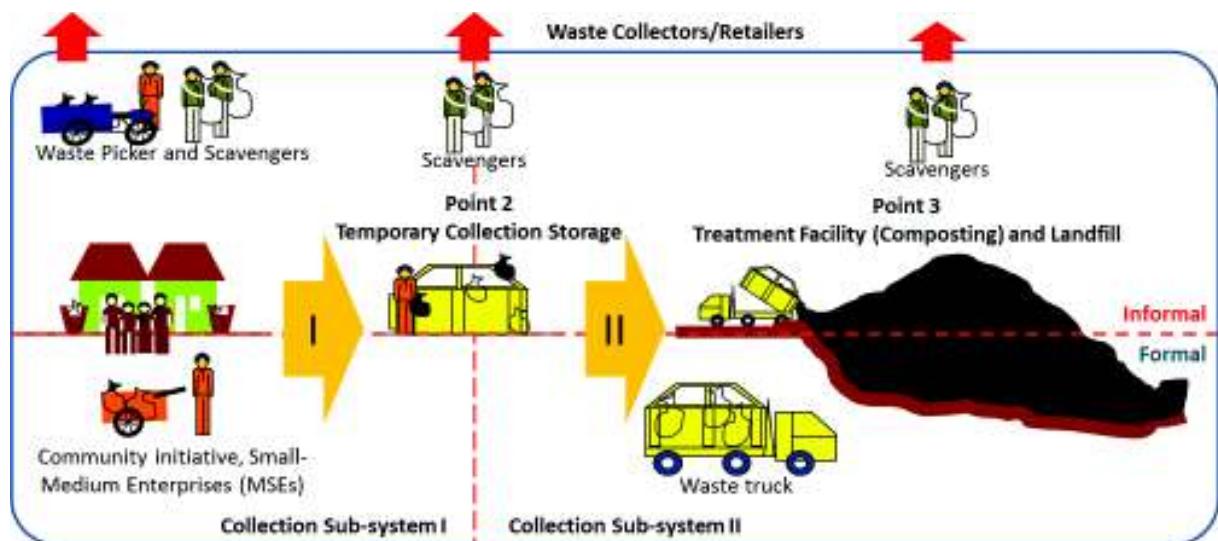 Waste Collectors/Retailers
Waste Picker and Scavengers
Scavengers
Scavengers
Point 2
Temporary Collection Storage
Point 3
Treatment Facility (Composting) and Landfill
I
II
Informal
Formal
Community initiative, Small-
Medium Enterprises (MSEs)
Waste truck
Collection Sub-system I
Collection Sub-system II